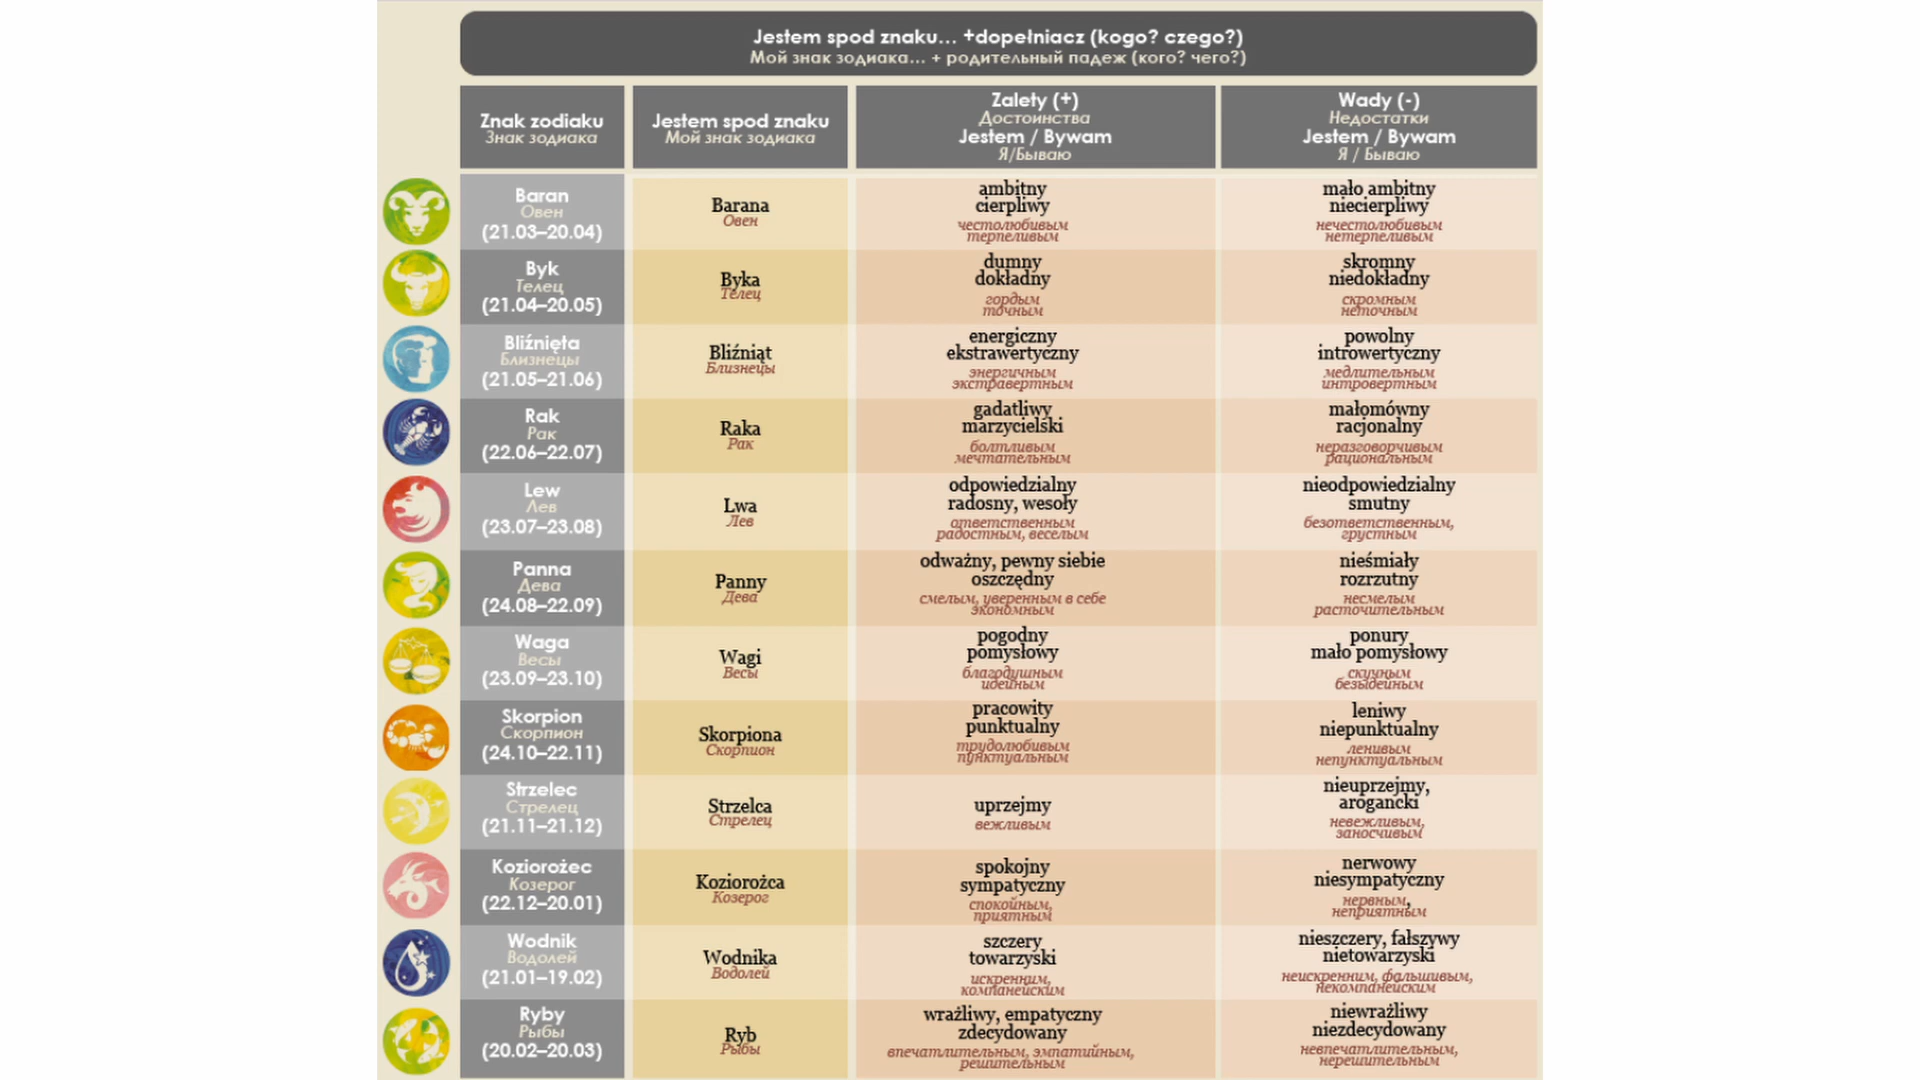 Jestem spod znaku... +dopełniacz (kogo? czego?)
Мой знак зодиака... + родительный падеж (кого? чего?)
Znak zodiaku
Знак зодиака
Jestem spod znaku
Мой знак зодиака
Zalety (+)
Достоинства
Jestem / Bywam
Я/Бываю
Wady (-)
Недостатки
Jestem / Bywam
Я / Бываю
Baran
Овен
(21.03–20.04)
Barana
Овен
ambitny
cierpliwy
честолюбивым
терпеливым
mało ambitny
niecierpliwy
нечестолюбивым
нетерпеливым
Byk
Телец
(21.04–20.05)
Byka
Телец
dumny
dokładny
гордым
точным
skromny
niedokładny
скромным
неточным
Bliźnięta
Близнецы
(21.05–21.06)
Bliźniąt
Близнецы
energiczny
ekstrawertyczny
энергичным
экстравертным
powolny
introwertyczny
медлительным
интровертным
Rak
Рак
(22.06–22.07)
Raka
Рак
gadatliwy
marzycielski
болтливым
мечтательным
małomówny
racjonalny
неразговорчивым
рациональным
Lew
Лев
(23.07–23.08)
Lwa
Лев
odpowiedzialny
radosny, wesoły
ответственным
радостным, веселым
nieodpowiedzialny
smutny
безответственным,
грустным
Panna
Дева
(24.08–22.09)
Panny
Дева
odważny, pewny siebie
oszczędny
смелым, уверенным в себе
экономным
nieśmiały
rozrzutny
несмелым
расточительным
Waga
Весы
(23.09–23.10)
Wagi
Весы
pogodny
pomysłowy
благодушным
идейным
ponury
mało pomysłowy
скучным
безыдейным
Skorpion
Скорпион
(24.10–22.11)
Skorpiona
Скорпион
pracowity
punktualny
трудолюбивым
пунктуальным
leniwy
niepunktualny
ленивым
непунктуальным
Strzelec
Стрелец
(21.11–21.12)
Strzelca
Стрелец
uprzejmy
вежливым
nieuprzejmy,
arogancki
невежливым,
заносчивым
Koziorożec
Козерог
(22.12–20.01)
Koziorożca
Козерог
spokojny
sympatyczny
спокойным,
приятным
nerwowy
niesympatyczny
нервным,
неприятным
Wodnik
Водолей
(21.01–19.02)
Wodnika
Водолей
szczery
towarzyski
искренним,
компанейским
nieszczery, fałszywy
nietowarzyski
неискренним, фальшивым,
некомпанейским
Ryby
Рыбы
(20.02–20.03)
Ryb
Рыбы
wrażliwy, empatyczny
zdecydowany
впечатлительным, эмпатийным,
решительным
niewrażliwy
niezdecydowany
невпечатлительным,
нерешительным